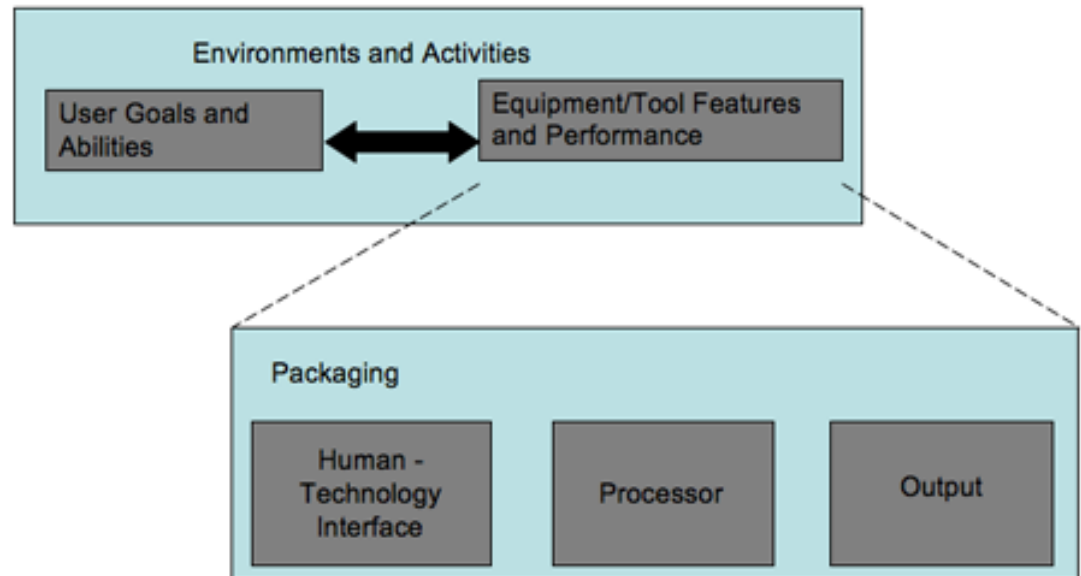 Environments and Activities
User Goals and
Abilities
Equipment/Tool Features
and Performance
Packaging
Human -
Technology
Interface
Processor
Output